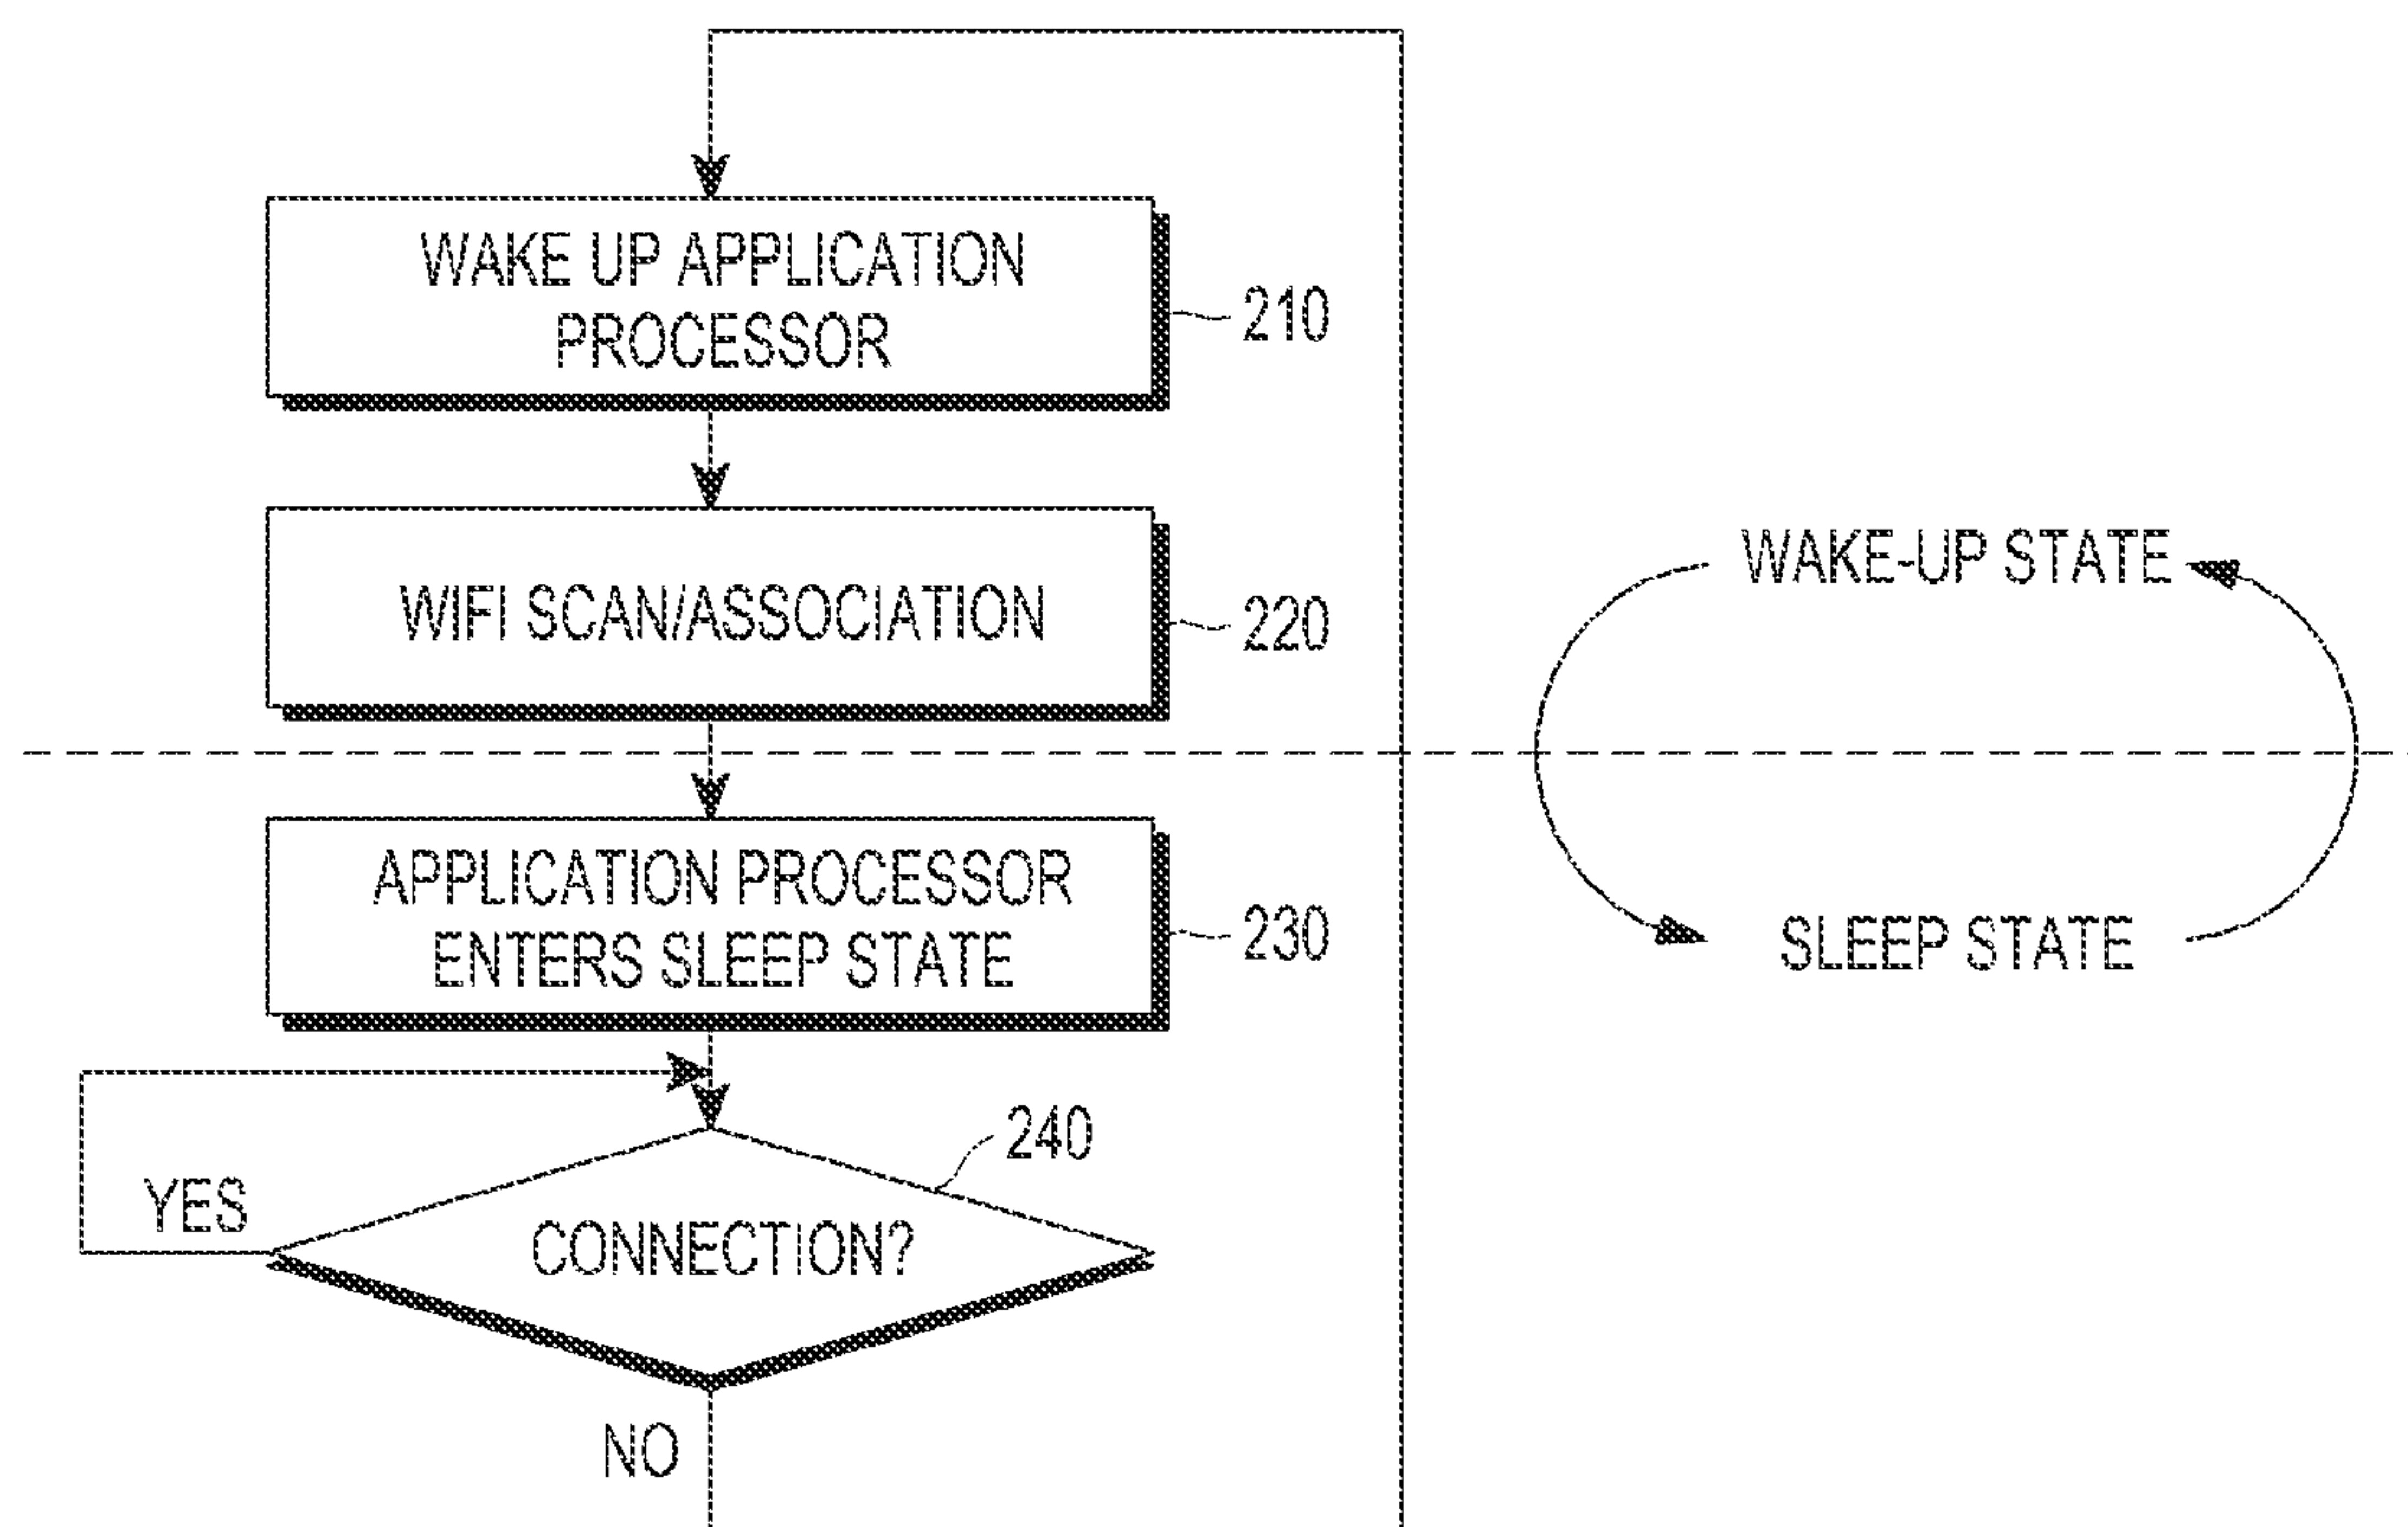 WAKE UP APPLICATION
PROCESSOR
210
WIFI SCAN/ASSOCIATION
220
WAKE-UP STATE
APPLICATION PROCESSOR
ENTERS SLEEP STATE
230
SLEEP STATE
240
YES
CONNECTION?
NO